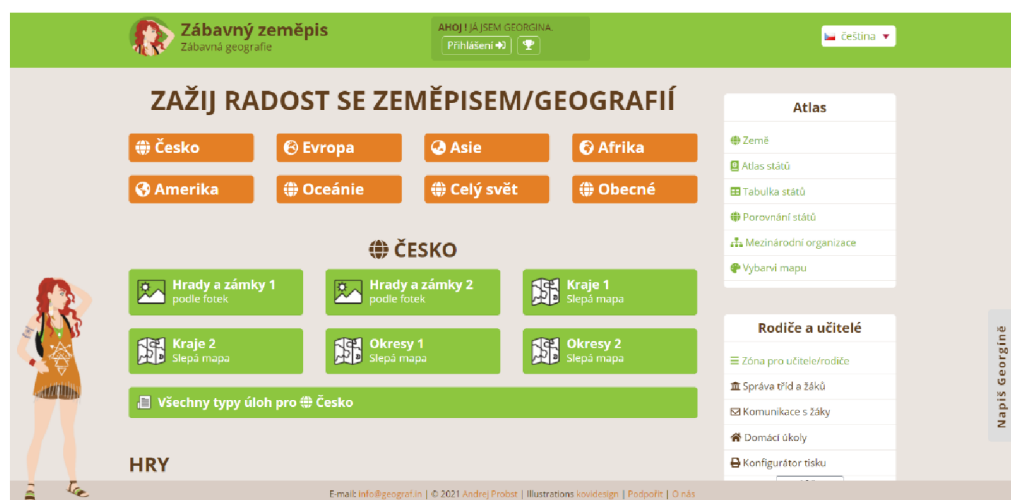 Zábavný zeměpis
Zábavná geografie
AHOJ! JÁ JSEM GEORGINA.
Přihlášení
čeština
ZAŽIJ RADOST SE ZEMĚPISEM/GEOGRAFIÍ
Česko
Evropa
Asie
Afrika
Amerika
Oceánie
Celý svět
Obecné
ČESKO
Hrady a zámky 1
podle fotek
Hrady a zámky 2
podle fotek
Kraje 1
Slepá mapa
Kraje 2
Slepá mapa
Okresy 1
Slepá mapa
Okresy 2
Slepá mapa
Všechny typy úloh pro Česko
HRY
Atlas
Země
Atlas států
Tabulka států
Porovnání států
Mezinárodní organizace
Vybarvi mapu
Rodiče a učitelé
Zóna pro učitele/rodiče
Správa tříd a žáků
Komunikace s žáky
Domácí úkoly
Konfigurátor tisku
Napiš Georgině
E-mail: info@geograf.in | © 2021 Andrej Probst | Illustrations kovidesign | Podpořit | O nás